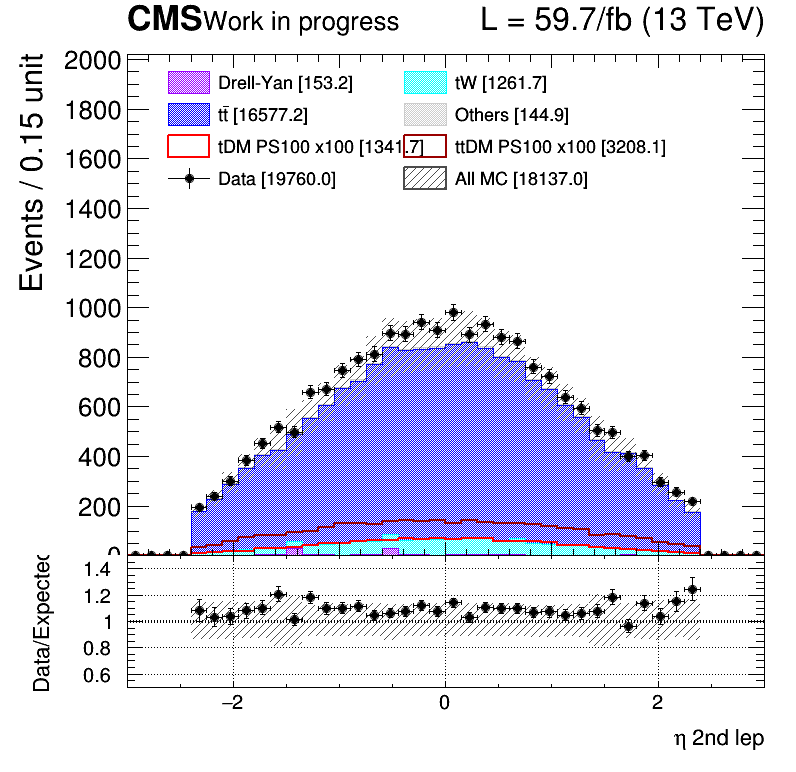 CMS Work in progress L = 59.7/fb (13 TeV)
Events / 0.15 unit
2000
1800
1600
1400
1200
1000
800
600
400
200
0
Drell-Yan [153.2] tW [1261.7]
tt̄ [16577.2] Others [144.9]
tDM PS100 x100 [1341.7] ttDM PS100 x100 [3208.1]
Data [19760.0] All MC [18137.0]
Data/Expected
1.4
1.2
1
0.8
0.6
−2 0 2
η 2nd lep